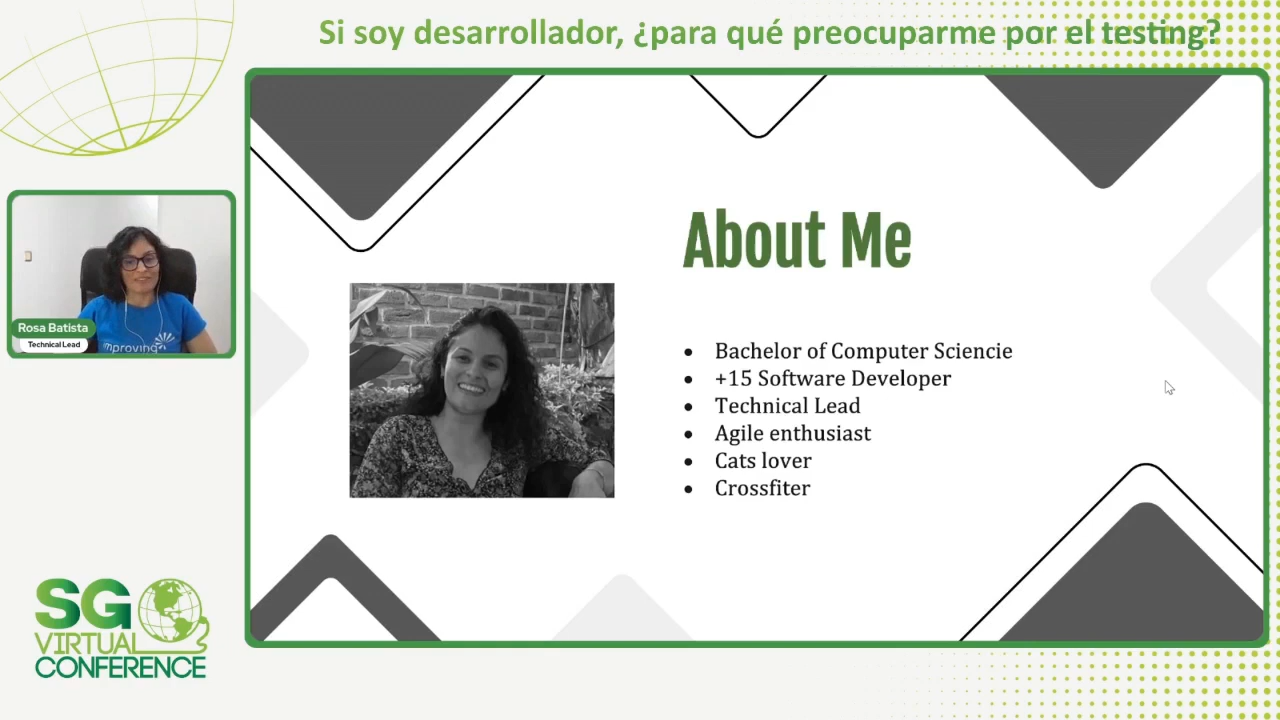 Si soy desarrollador, ¿para qué preocuparme por el testing?
About Me
Rosa Batista
Technical Lead
mproving
• Bachelor of Computer Sciencie
• +15 Software Developer
• Technical Lead
• Agile enthusiast
• Cats lover
• Crossfiter
SG
VIRTUAL
CONFERENCE